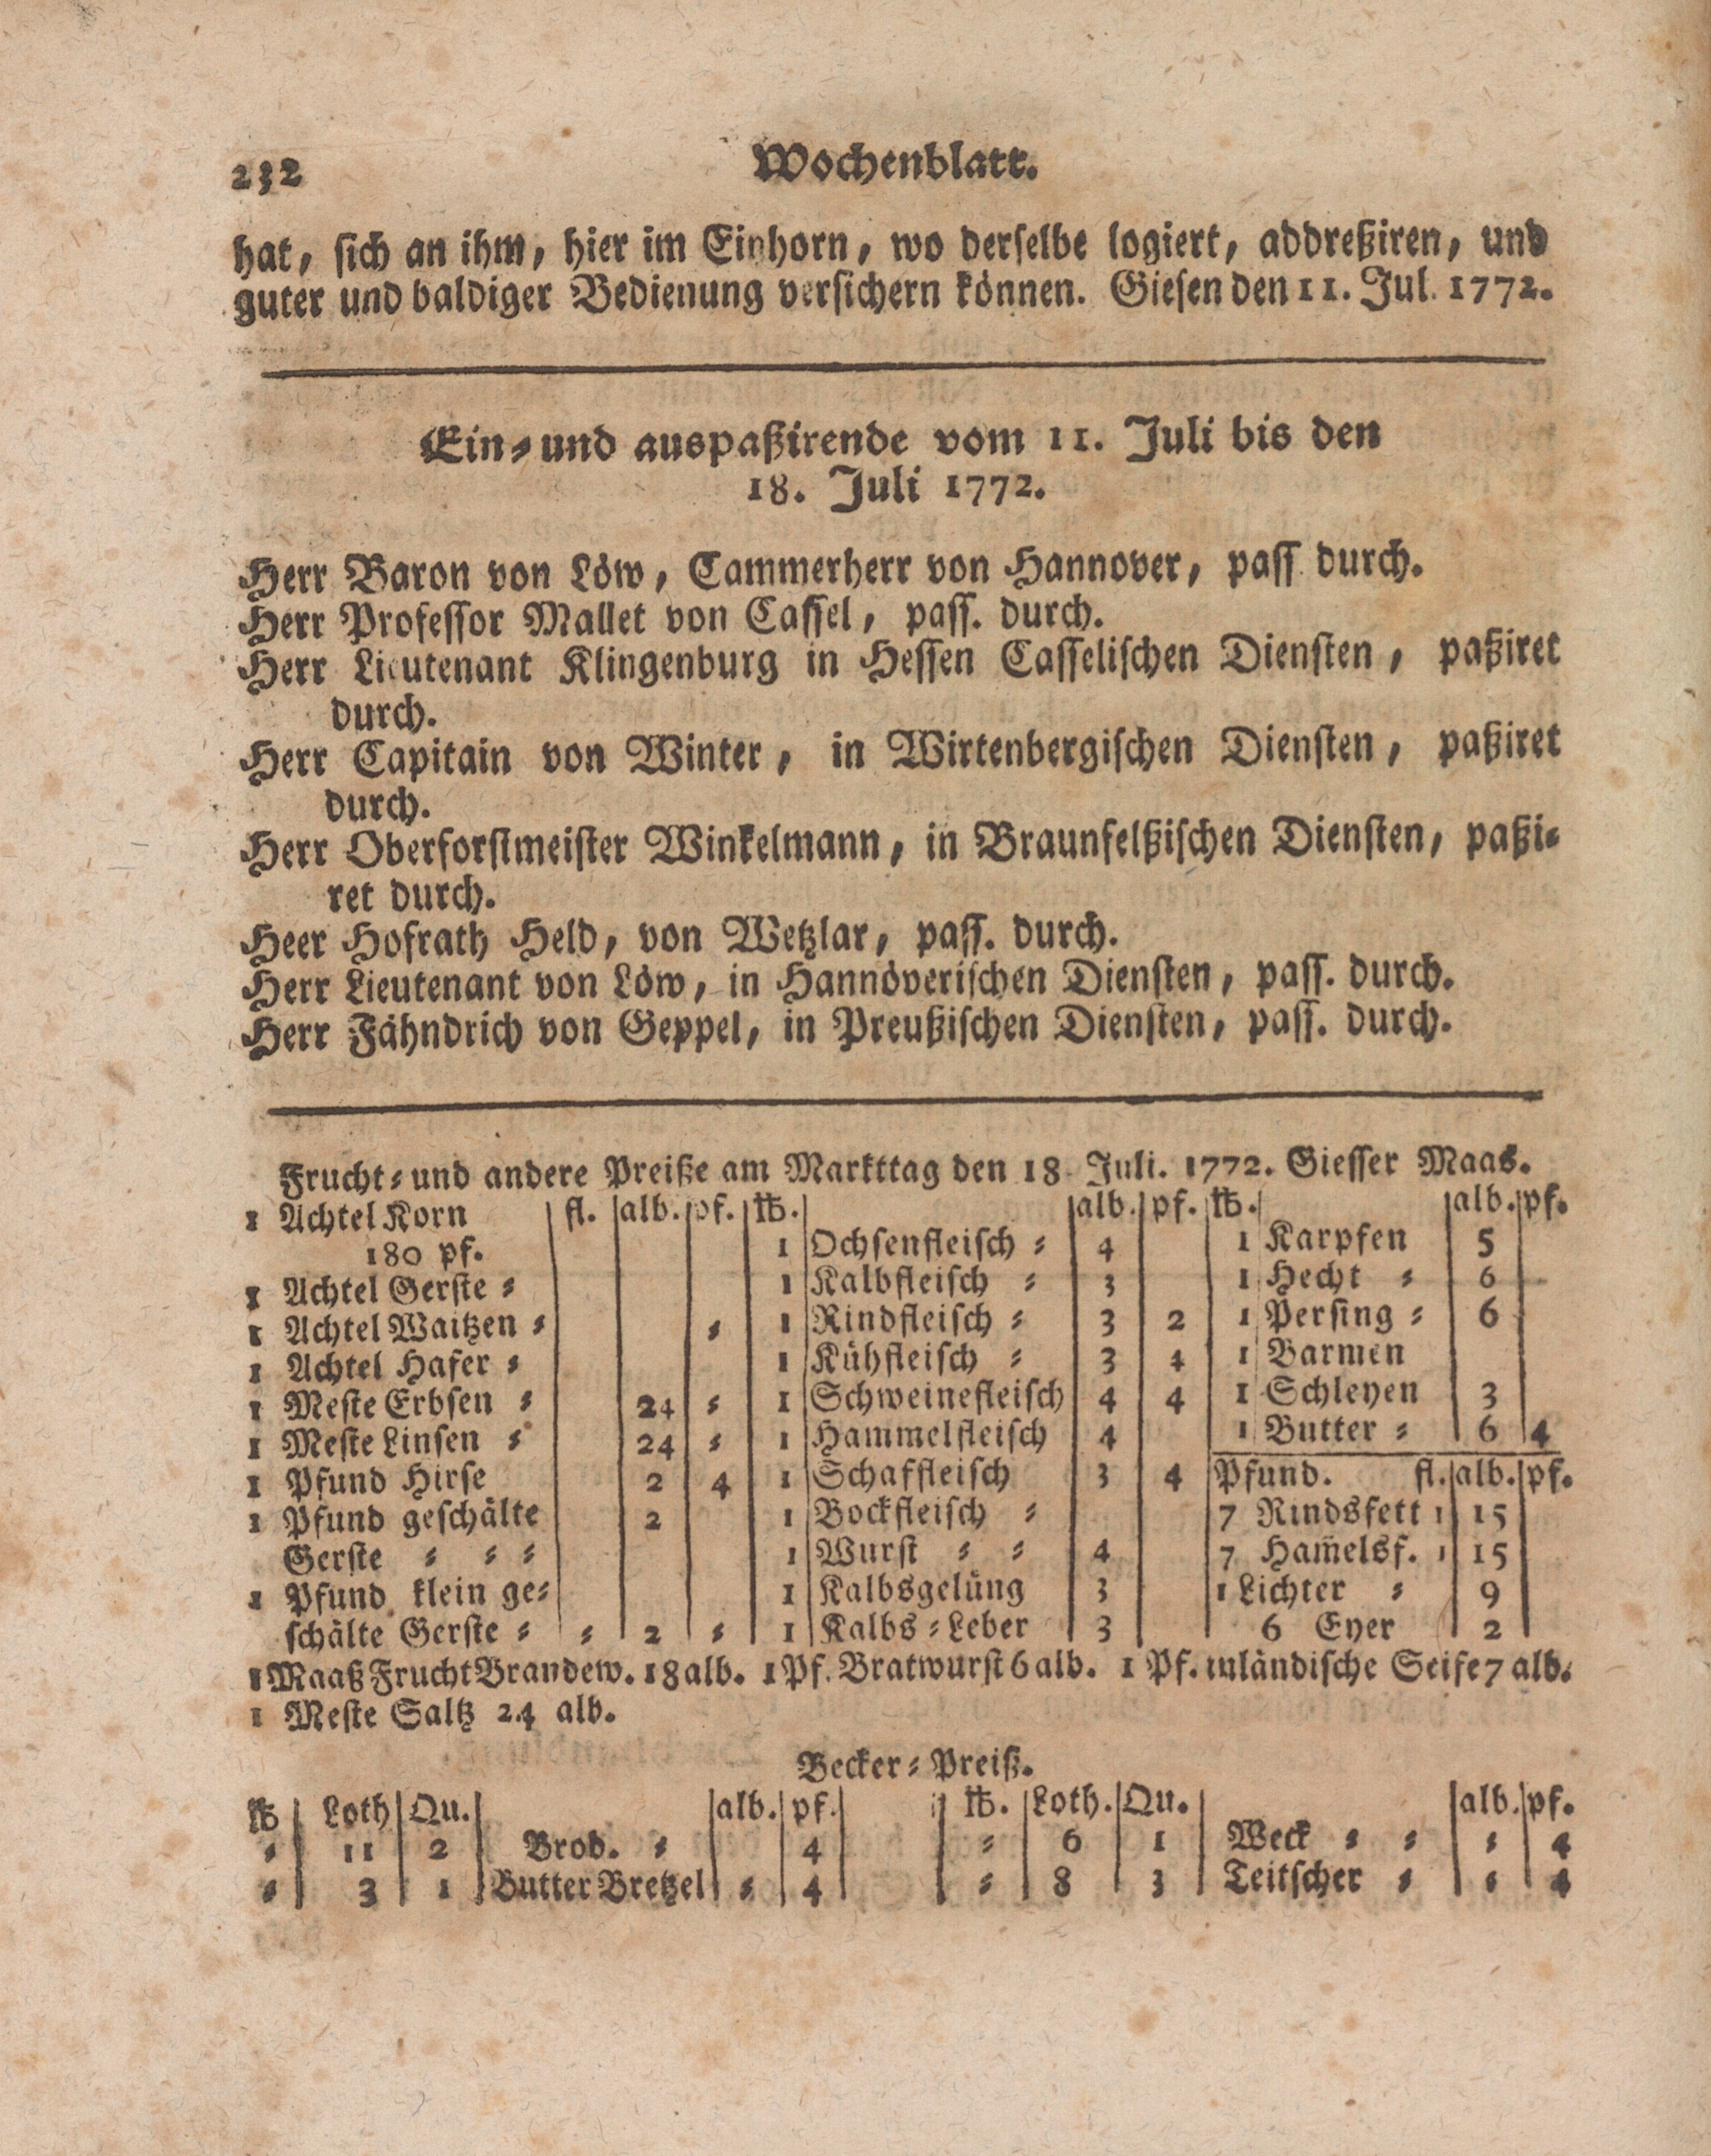 232 Wochenblatt.
hat, sich an ihm, hier im Einhorn, wo derselbe logiert, addreßiren, und
guter und baldiger Bedienung versichern können. Giesen den 11. Jul. 1772.
Ein- und auspaßirende vom 11. Juli bis den
18. Juli 1772.
Herr Baron von Löw, Cammerherr von Hannover, pass durch.
Herr Professor Mallet von Cassel, pass. durch.
Herr Lieutenant Klingenburg in Hessen Casselischen Diensten, paßiret
durch.
Herr Capitain von Winter, in Wirtenbergischen Diensten, paßiret
durch.
Herr Oberforstmeister Winkelmann, in Braunfelßischen Diensten, paßi-
ret durch.
Heer Hofrath Held, von Wetzlar, pass. durch.
Herr Lieutenant von Löw, in Hannöverischen Diensten, pass. durch.
Herr Fähndrich von Geppel, in Preußischen Diensten, pass. durch.
Frucht- und andere Preiße am Markttag den 18 Juli. 1772. Giesser Maas.
1 Achtel Korn fl. alb. pf. ℔. alb. pf. ℔. alb. pf.
180 pf. 1 Ochsenfleisch - 4 1 Karpfen 5
1 Achtel Gerste - 1 Kalbfleisch - 3 1 Hecht - 6
1 Achtel Waitzen - - 1 Rindfleisch - 3 2 1 Persing - 6
1 Achtel Hafer - 1 Kühfleisch - 3 4 1 Barmen
1 Meste Erbsen - 24 - 1 Schweinefleisch 4 4 1 Schleyen 3
1 Meste Linsen - 24 - 1 Hammelfleisch 4 1 Butter - 6 4
1 Pfund Hirse 2 4 1 Schaffleisch 3 4 Pfund. fl. alb. pf.
1 Pfund geschälte 2 1 Bockfleisch - 7 Rindsfett 1 15
Gerste - - - 1 Wurst - - 4 7 Ham̄elsf. 1 15
1 Pfund klein ge- 1 Kalbsgelüng 3 1 Lichter - 9
schälte Gerste - - 2 - 1 Kalbs-Leber 3 6 Eyer 2
1 Maaß Frucht Brandew. 18 alb. 1 Pf. Bratwurst 6 alb. 1 Pf. inländische Seife 7 alb.
1 Meste Saltz 24 alb.
Becker-Preiß.
℔ Loth Qu. alb. pf. ℔. Loth. Qu. alb. pf.
- 11 2 Brod. - 4 - 6 1 Weck - - - 4
- 3 1 Butter Bretzel - 4 - 8 3 Teitscher - - 4